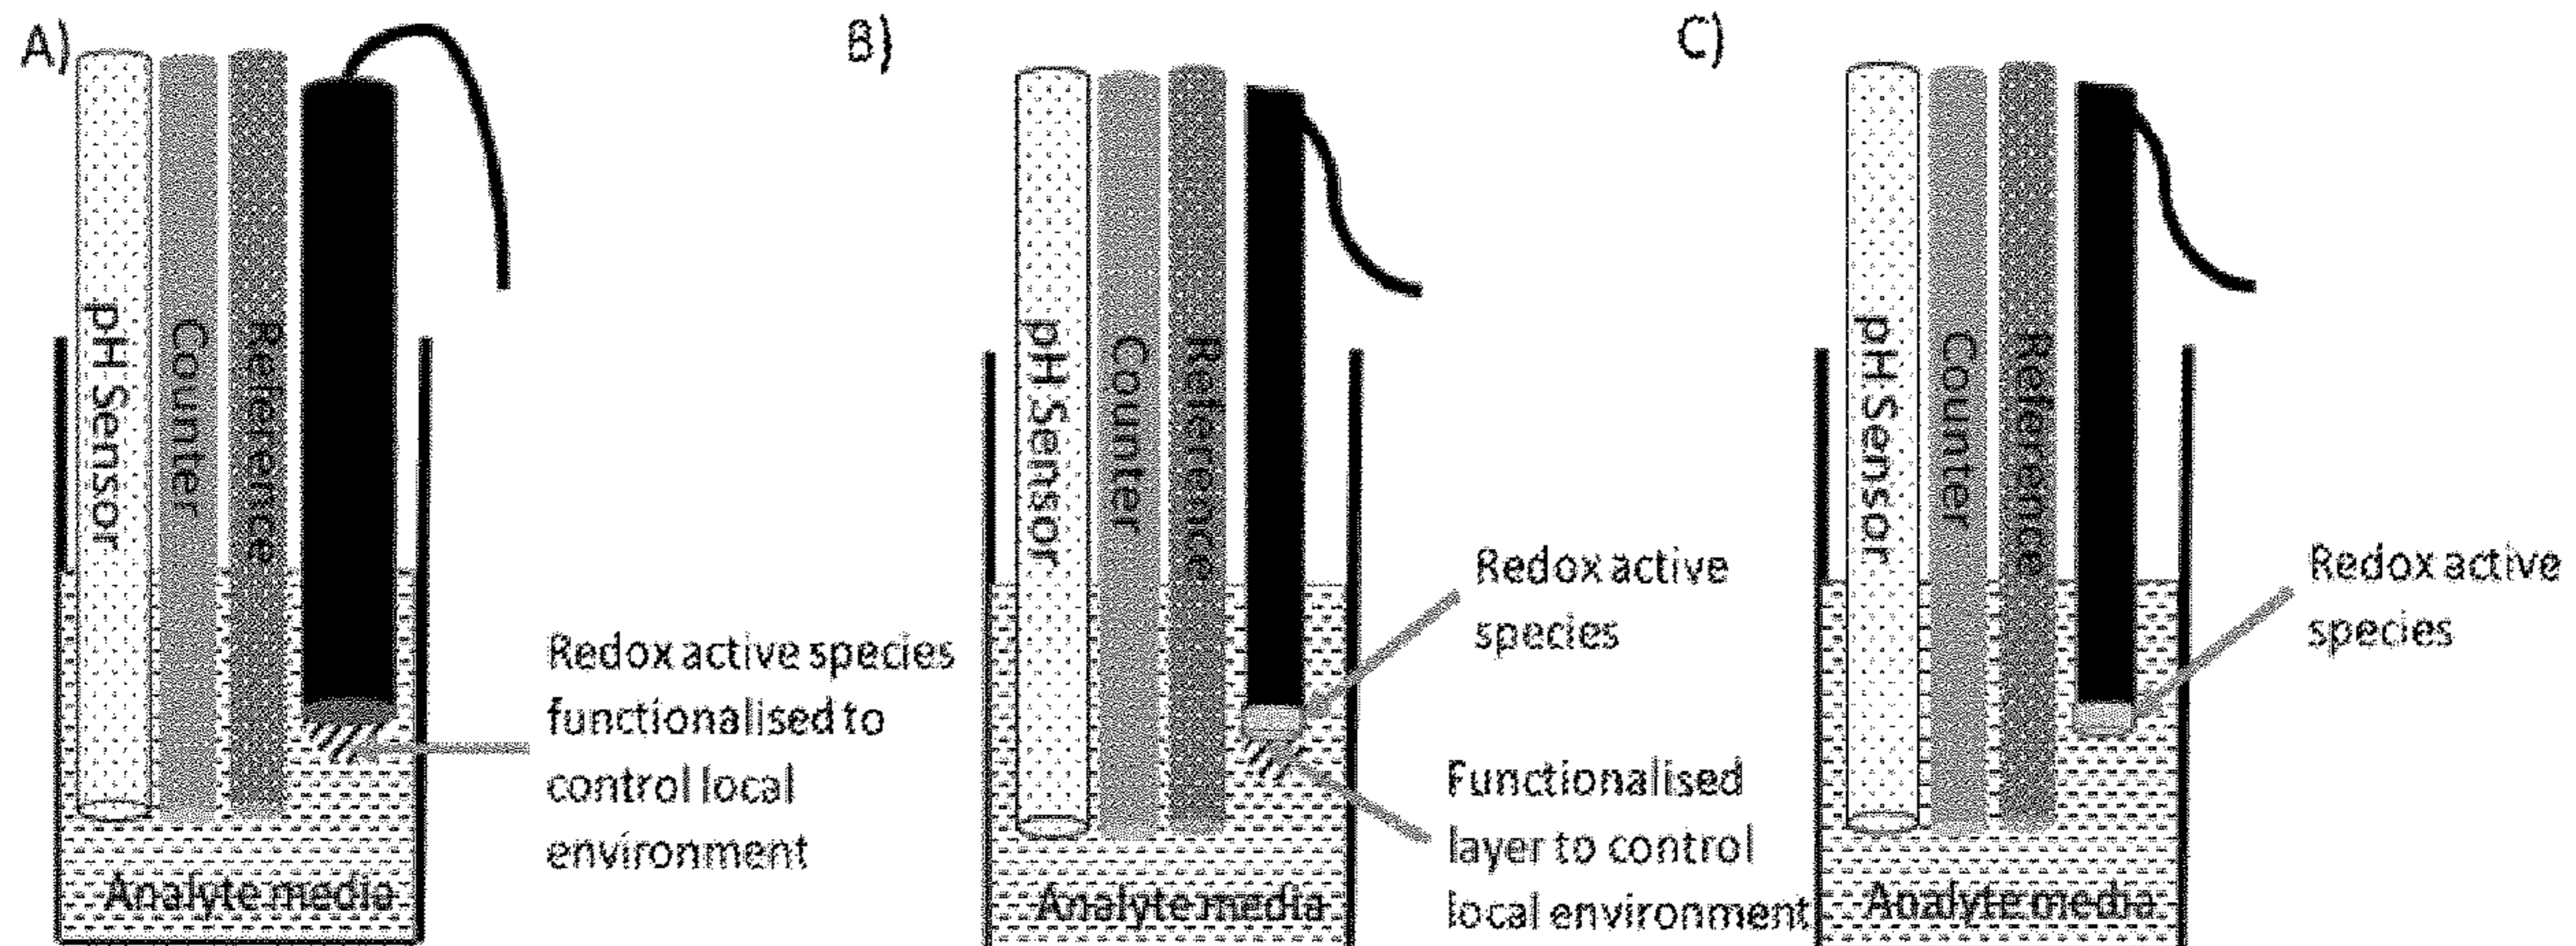 A)
pH Sensor
Counter
Reference
Redox active species
functionalised to
control local
environment
Analyte media
B)
pH Sensor
Counter
Reference
Redox active
species
Functionalised
layer to control
local environment
Analyte media
C)
pH Sensor
Counter
Reference
Redox active
species
Analyte media